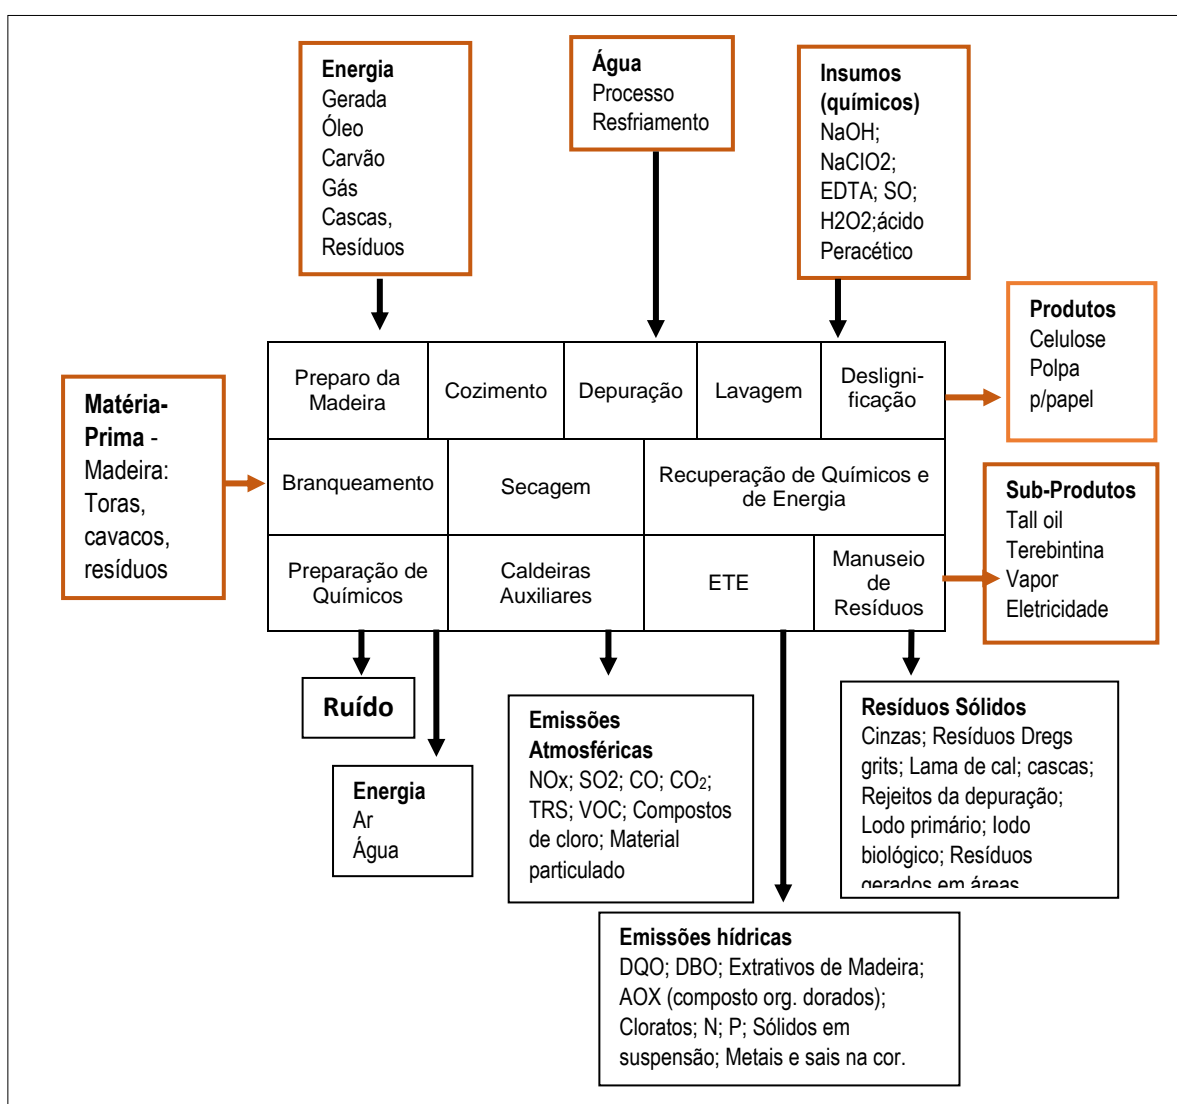 Energia
Gerada
Óleo
Carvão
Gás
Cascas,
Resíduos
Água
Processo
Resfriamento
Insumos
(químicos)
NaOH;
NaClO2;
EDTA; SO;
H2O2;ácido
Peracético
Produtos
Celulose
Polpa
p/papel
Matéria-
Prima -
Madeira:
Toras,
cavacos,
resíduos
Preparo da
Madeira
Cozimento
Depuração
Lavagem
Desligni-
ficação
Branqueamento
Secagem
Recuperação de Químicos e
de Energia
Preparação de
Químicos
Caldeiras
Auxiliares
ETE
Manuseio
de
Resíduos
Sub-Produtos
Tall oil
Terebintina
Vapor
Eletricidade
Ruído
Energia
Ar
Água
Emissões
Atmosféricas
NOx; SO2; CO; CO₂;
TRS; VOC; Compostos
de cloro; Material
particulado
Resíduos Sólidos
Cinzas; Resíduos Dregs
grits; Lama de cal; cascas;
Rejeitos da depuração;
Lodo primário; lodo
biológico; Resíduos
gerados em áreas
Emissões hídricas
DQO; DBO; Extrativos de Madeira;
AOX (composto org. dorados);
Cloratos; N; P; Sólidos em
suspensão; Metais e sais na cor.